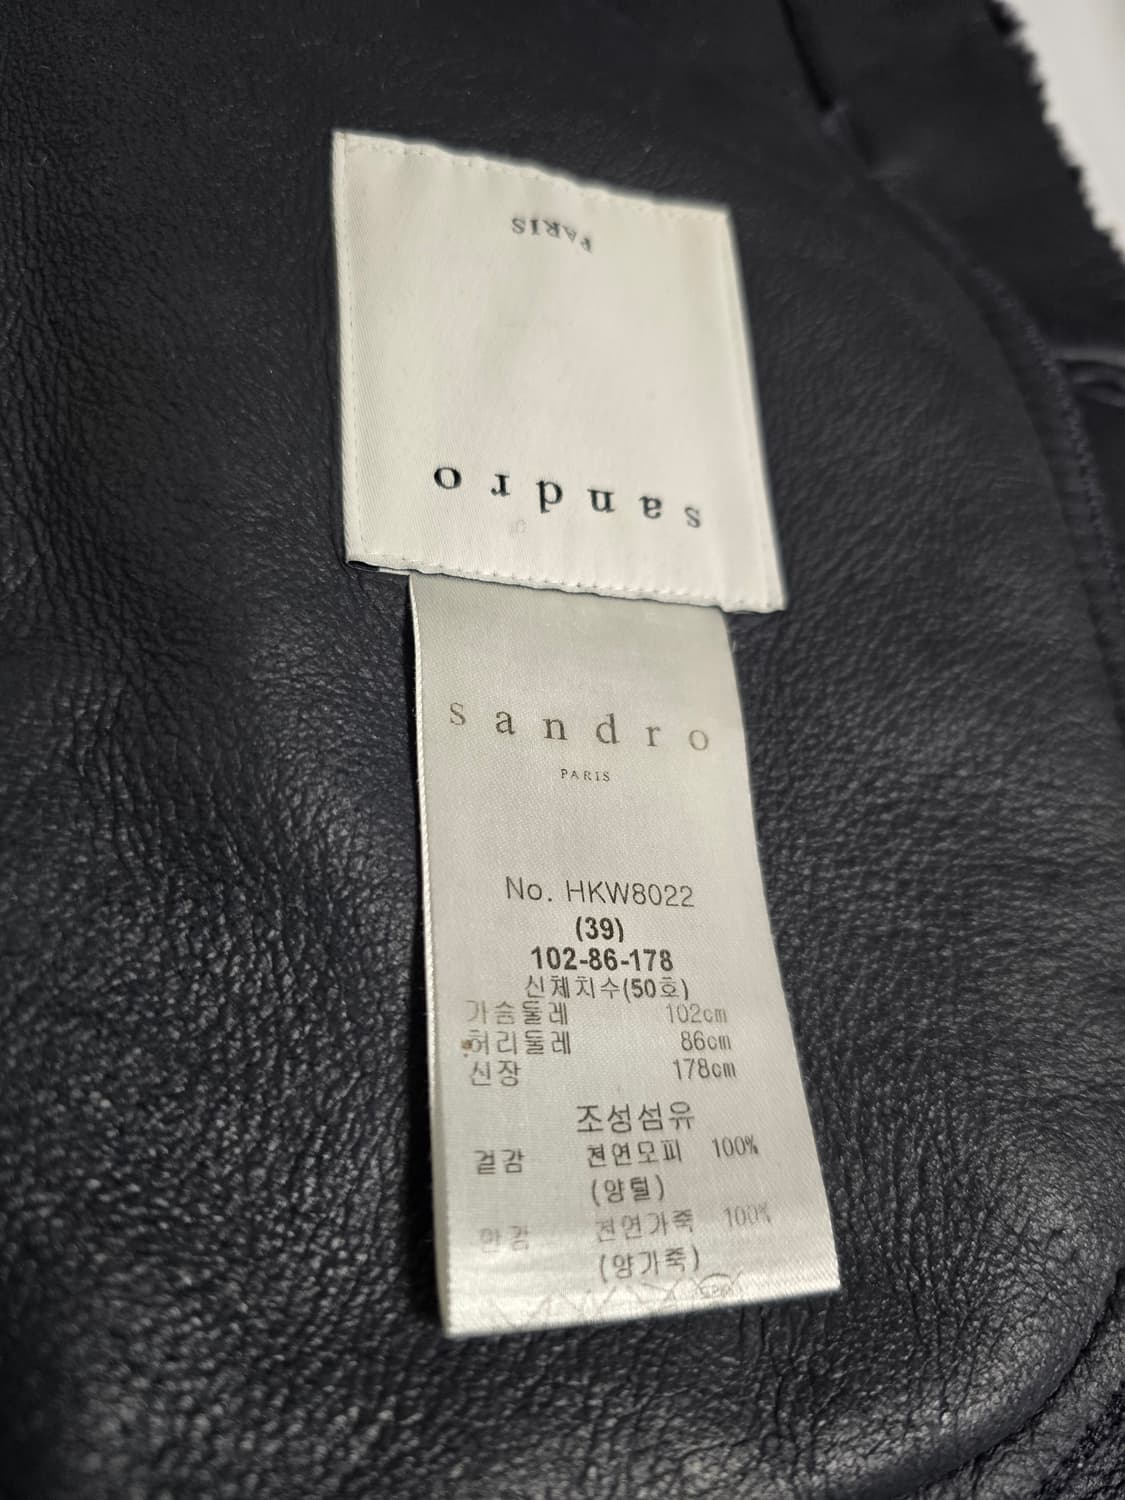 PARIS
sandro
sandro
PARIS
No. HKW8022
(39)
102-86-178
신체치수(50호)
가슴둘레 102cm
허리둘레 86cm
신장 178cm
조성섬유
겉감 천연모피 100%
(양털)
안감 천연가죽 100%
(양가죽)